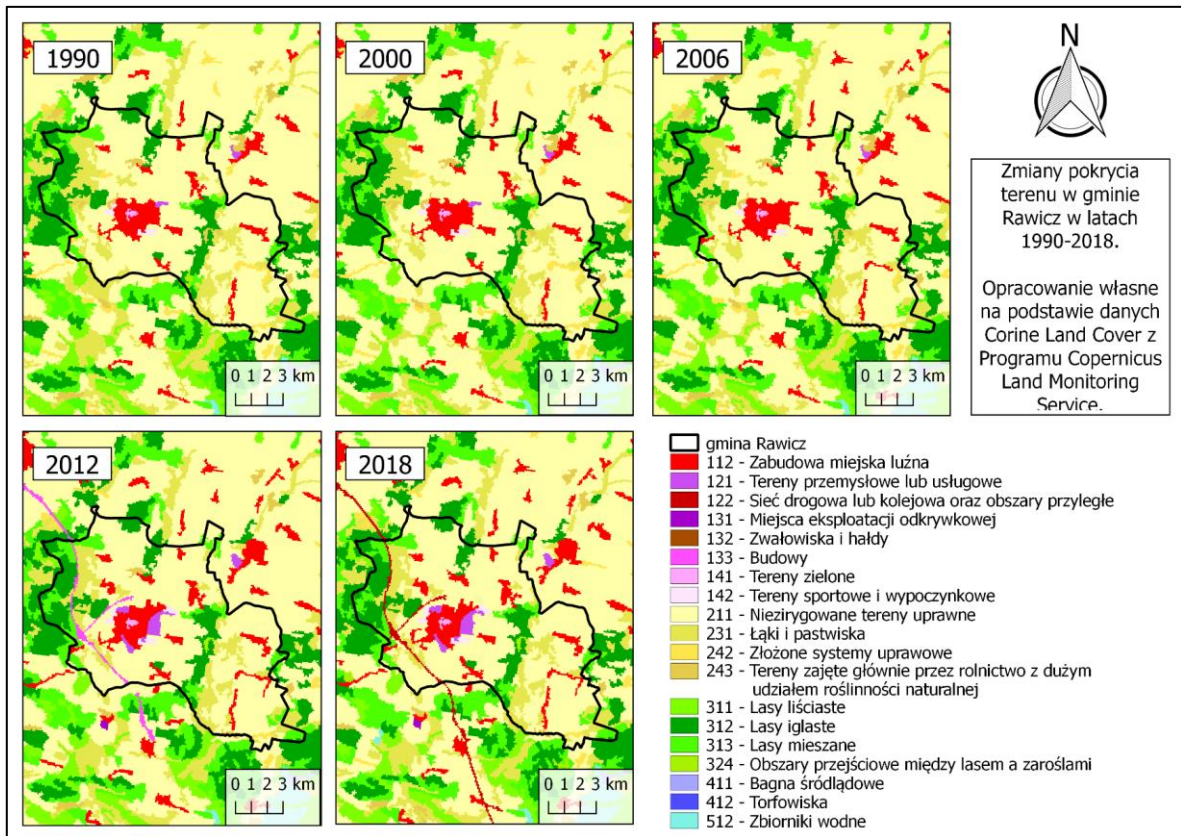 1990
2000
2006
N
Zmiany pokrycia
terenu w gminie
Rawicz w latach
1990-2018.
Opracowanie własne
na podstawie danych
Corine Land Cover z
Programu Copernicus
Land Monitoring
Service.
0 1 2 3 km
0 1 2 3 km
0 1 2 3 km
2012
2018
gmina Rawicz
112 - Zabudowa miejska luźna
121 - Tereny przemysłowe lub usługowe
122 - Sieć drogowa lub kolejowa oraz obszary przyległe
131 - Miejsca eksploatacji odkrywkowej
132 - Zwałowiska i hałdy
133 - Budowy
141 - Tereny zielone
142 - Tereny sportowe i wypoczynkowe
211 - Niezirygowane tereny uprawne
231 - Łąki i pastwiska
242 - Złożone systemy uprawowe
243 - Tereny zajęte głównie przez rolnictwo z dużym
udziałem roślinności naturalnej
311 - Lasy liściaste
312 - Lasy iglaste
313 - Lasy mieszane
324 - Obszary przejściowe między lasem a zaroślami
411 - Bagna śródlądowe
412 - Torfowiska
512 - Zbiorniki wodne
0 1 2 3 km
0 1 2 3 km